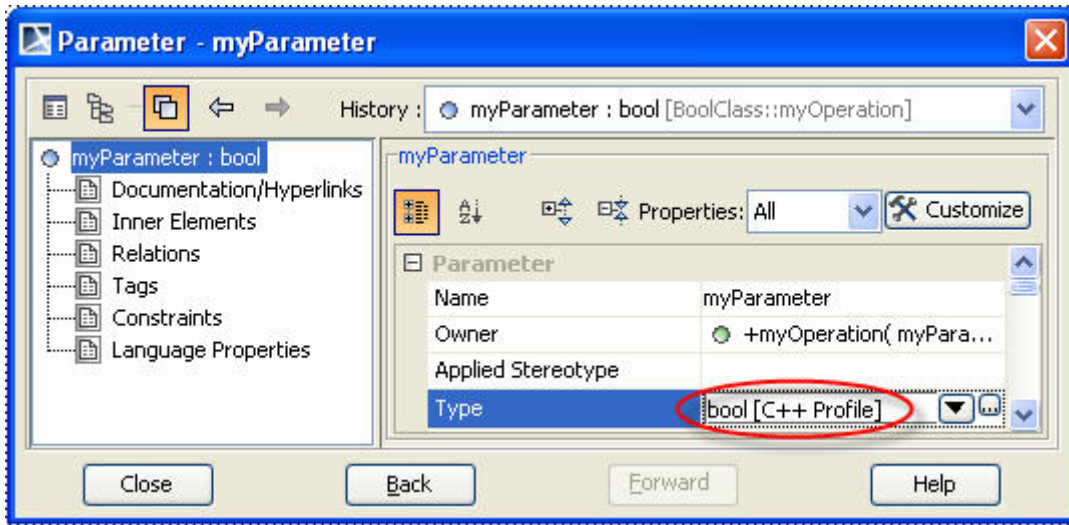 Parameter - myParameter
History : myParameter : bool [BoolClass::myOperation]
myParameter : bool
Documentation/Hyperlinks
Inner Elements
Relations
Tags
Constraints
Language Properties
myParameter
A Z Properties: All Customize
Parameter
Name myParameter
Owner +myOperation( myPara...
Applied Stereotype
Type bool [C++ Profile] ...
Close Back Forward Help